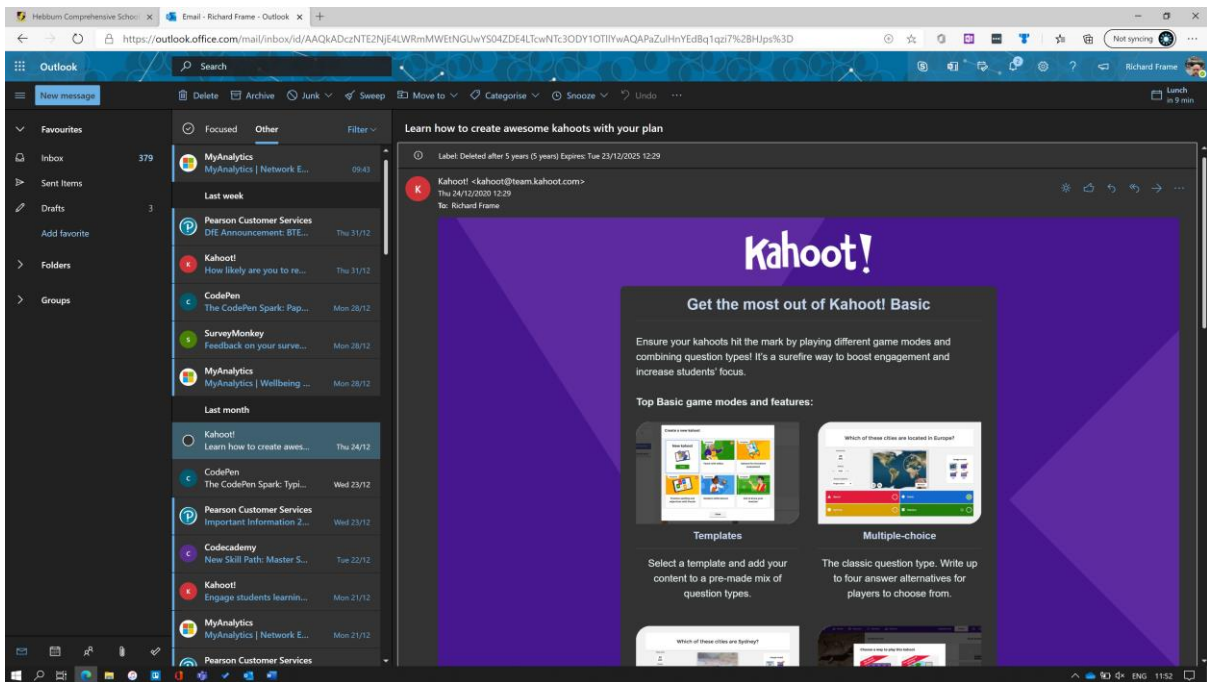 Hebburn Comprehensive School
Email - Richard Frame - Outlook
https://outlook.office.com/mail/inbox/id/AAQkADczNTE2NjE4LWRmMWEtNGUwYS04ZDE4LTcwNTc3ODY1OTIIYwAQAPaZulHnYEdBq1qzi7%2BHJps%3D
Not syncing
Outlook
Search
Richard Frame
New message
Delete Archive Junk Sweep Move to Categorise Snooze Undo
Lunch
in 9 min
Favourites
Inbox 379
Sent Items
Drafts 3
Add favorite
Folders
Groups
Focused Other Filter
MyAnalytics
MyAnalytics | Network E... 09:43
Last week
Pearson Customer Services
DfE Announcement: BTE... Thu 31/12
Kahoot!
How likely are you to re... Thu 31/12
CodePen
The CodePen Spark: Pap... Mon 28/12
SurveyMonkey
Feedback on your surve... Mon 28/12
MyAnalytics
MyAnalytics | Wellbeing ... Mon 28/12
Last month
Kahoot!
Learn how to create awes... Thu 24/12
CodePen
The CodePen Spark: Typi... Wed 23/12
Pearson Customer Services
Important Information 2... Wed 23/12
Codecademy
New Skill Path: Master S... Tue 22/12
Kahoot!
Engage students learnin... Mon 21/12
MyAnalytics
MyAnalytics | Network E... Mon 21/12
Pearson Customer Services
Learn how to create awesome kahoots with your plan
Label: Deleted after 5 years (5 years) Expires: Tue 23/12/2025 12:29
K
Kahoot! <kahoot@team.kahoot.com>
Thu 24/12/2020 12:29
To: Richard Frame
Kahoot!
Get the most out of Kahoot! Basic
Ensure your kahoots hit the mark by playing different game modes and
combining question types! It's a surefire way to boost engagement and
increase students' focus.
Top Basic game modes and features:
Create a new kahoot
Which of these cities are located in Europe?
Templates
Select a template and add your
content to a pre-made mix of
question types.
Multiple-choice
The classic question type. Write up
to four answer alternatives for
players to choose from.
Which of these cities are Sydney?
Choose a way to play this kahoot
ENG 11:52